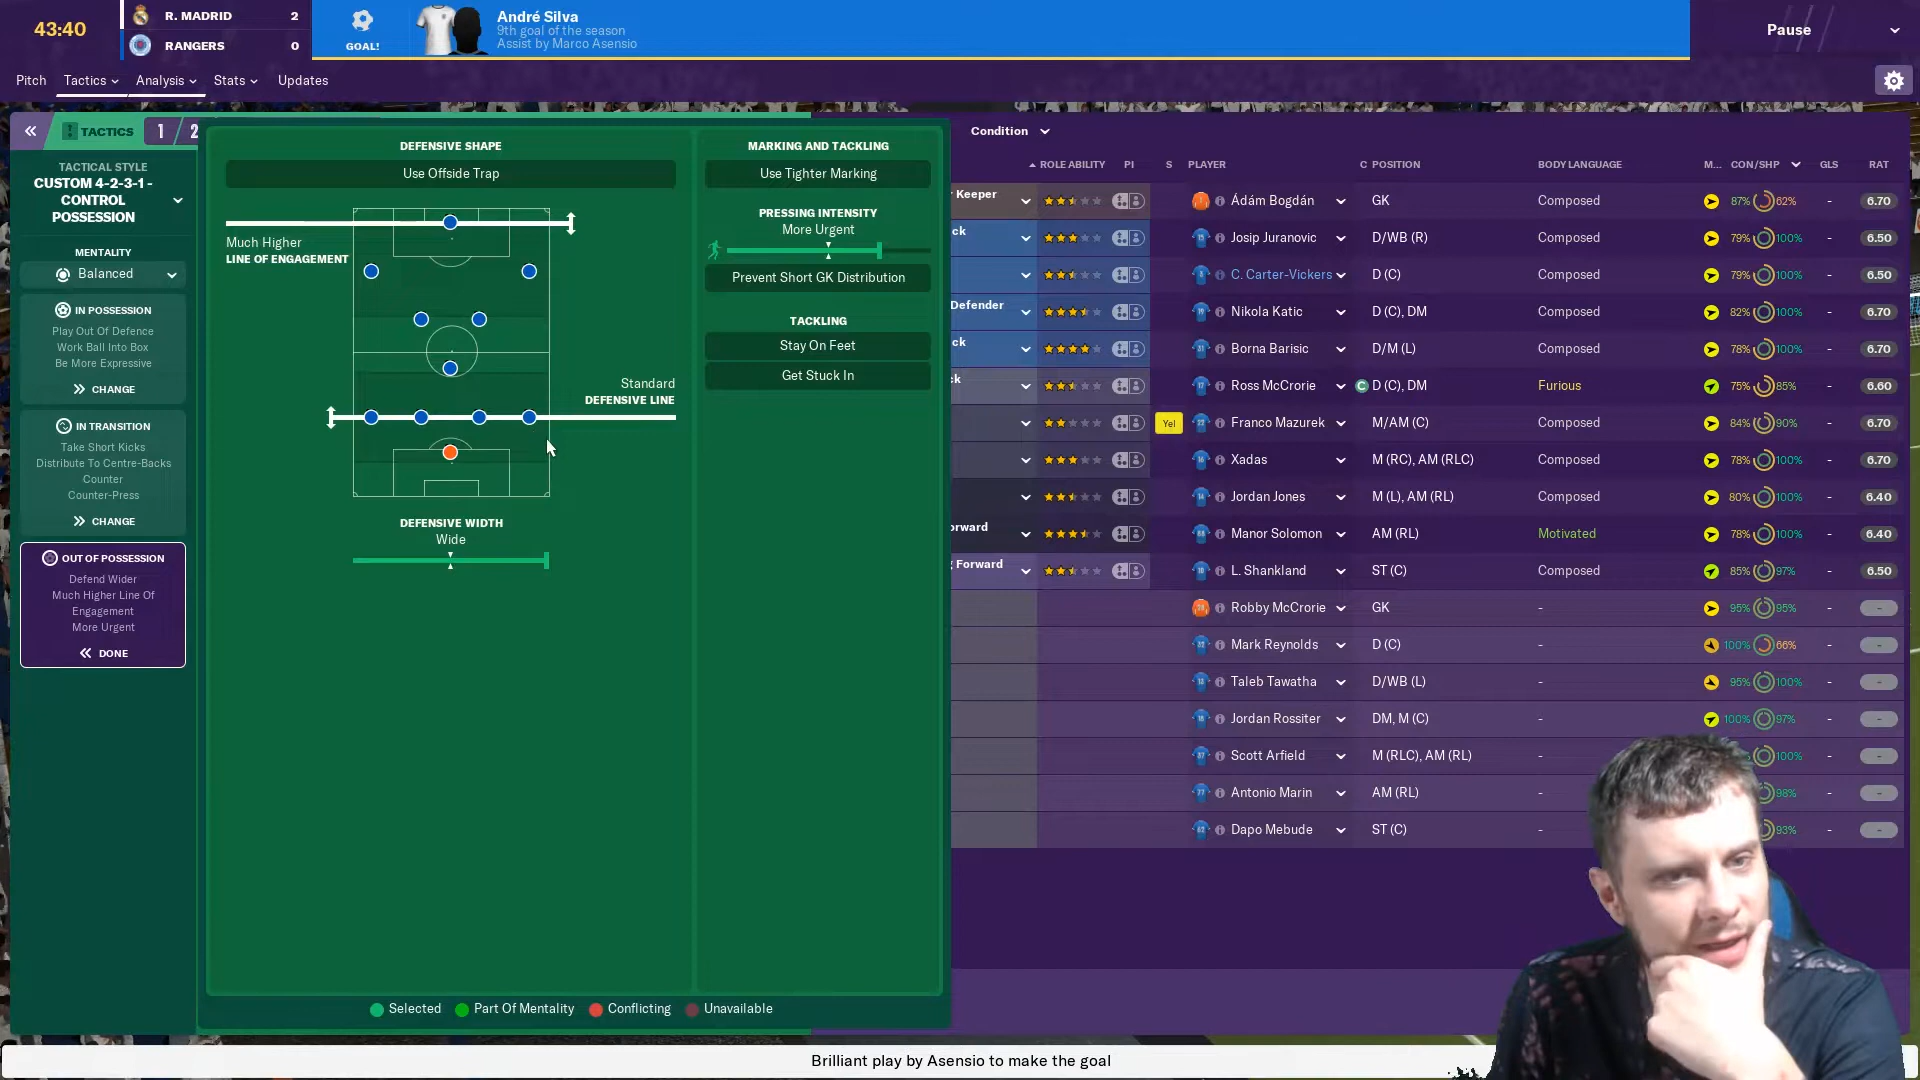 43:40
R. MADRID 2
RANGERS 0
GOAL!
André Silva
9th goal of the season
Assist by Marco Asensio
Pause
Pitch Tactics Analysis Stats Updates
TACTICS 1 2
TACTICAL STYLE
CUSTOM 4-2-3-1 -
CONTROL
POSSESSION
MENTALITY
Balanced
IN POSSESSION
Play Out Of Defence
Work Ball Into Box
Be More Expressive
CHANGE
IN TRANSITION
Take Short Kicks
Distribute To Centre-Backs
Counter
Counter-Press
CHANGE
OUT OF POSSESSION
Defend Wider
Much Higher Line Of
Engagement
More Urgent
DONE
DEFENSIVE SHAPE
Use Offside Trap
Much Higher
LINE OF ENGAGEMENT
Standard
DEFENSIVE LINE
DEFENSIVE WIDTH
Wide
MARKING AND TACKLING
Use Tighter Marking
PRESSING INTENSITY
More Urgent
Prevent Short GK Distribution
TACKLING
Stay On Feet
Get Stuck In
Selected Part Of Mentality Conflicting Unavailable
Condition
ROLE ABILITY PI S PLAYER C POSITION BODY LANGUAGE M... CON/SHP GLS RAT
Keeper Ádám Bogdán GK Composed 87% 62% - 6.70
ck Josip Juranovic D/WB (R) Composed 79% 100% - 6.50
C. Carter-Vickers D (C) Composed 79% 100% - 6.50
Defender Nikola Katic D (C), DM Composed 82% 100% - 6.70
ck Borna Barisic D/M (L) Composed 78% 100% - 6.70
ck Ross McCrorie C D (C), DM Furious 75% 85% - 6.60
Yel Franco Mazurek M/AM (C) Composed 84% 90% - 6.70
Xadas M (RC), AM (RLC) Composed 78% 100% - 6.70
Jordan Jones M (L), AM (RL) Composed 80% 100% - 6.40
orward Manor Solomon AM (RL) Motivated 78% 100% - 6.40
g Forward L. Shankland ST (C) Composed 85% 97% - 6.50
Robby McCrorie GK - 95% 95% - -
Mark Reynolds D (C) - 100% 66% - -
Taleb Tawatha D/WB (L) - 95% 100% - -
Jordan Rossiter DM, M (C) - 100% 97% - -
Scott Arfield M (RLC), AM (RL) - 100% - -
Antonio Marin AM (RL) - 98% - -
Dapo Mebude ST (C) - 93% - -
Brilliant play by Asensio to make the goal